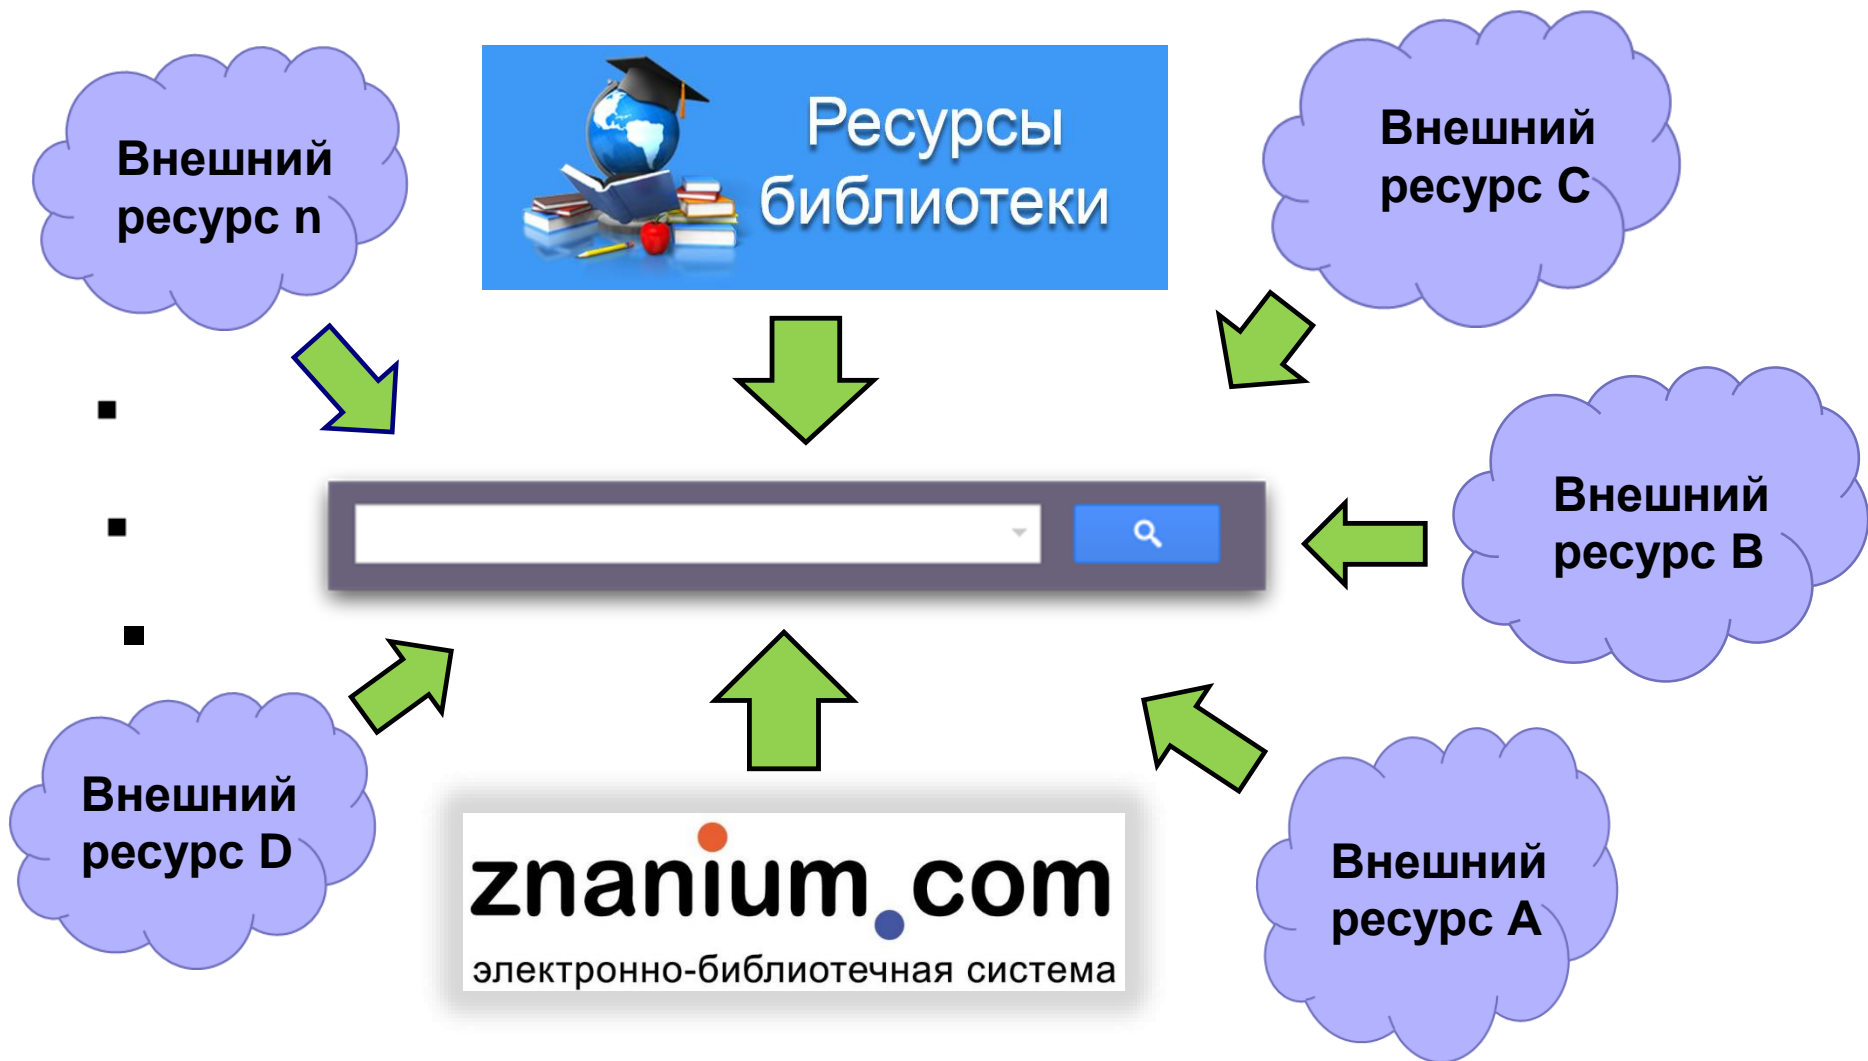 Внешний
ресурс n
Ресурсы
библиотеки
Внешний
ресурс C
Внешний
ресурс B
Внешний
ресурс D
znanium.com
электронно-библиотечная система
Внешний
ресурс A